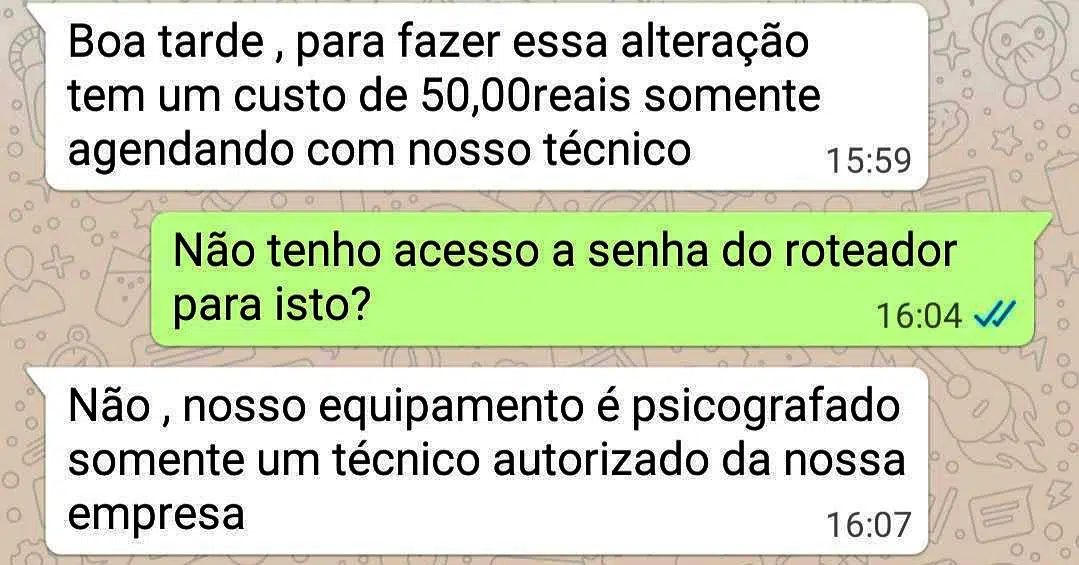 Boa tarde , para fazer essa alteração
tem um custo de 50,00reais somente
agendando com nosso técnico
15:59
Não tenho acesso a senha do roteador
para isto?
16:04
Não , nosso equipamento é psicografado
somente um técnico autorizado da nossa
empresa
16:07